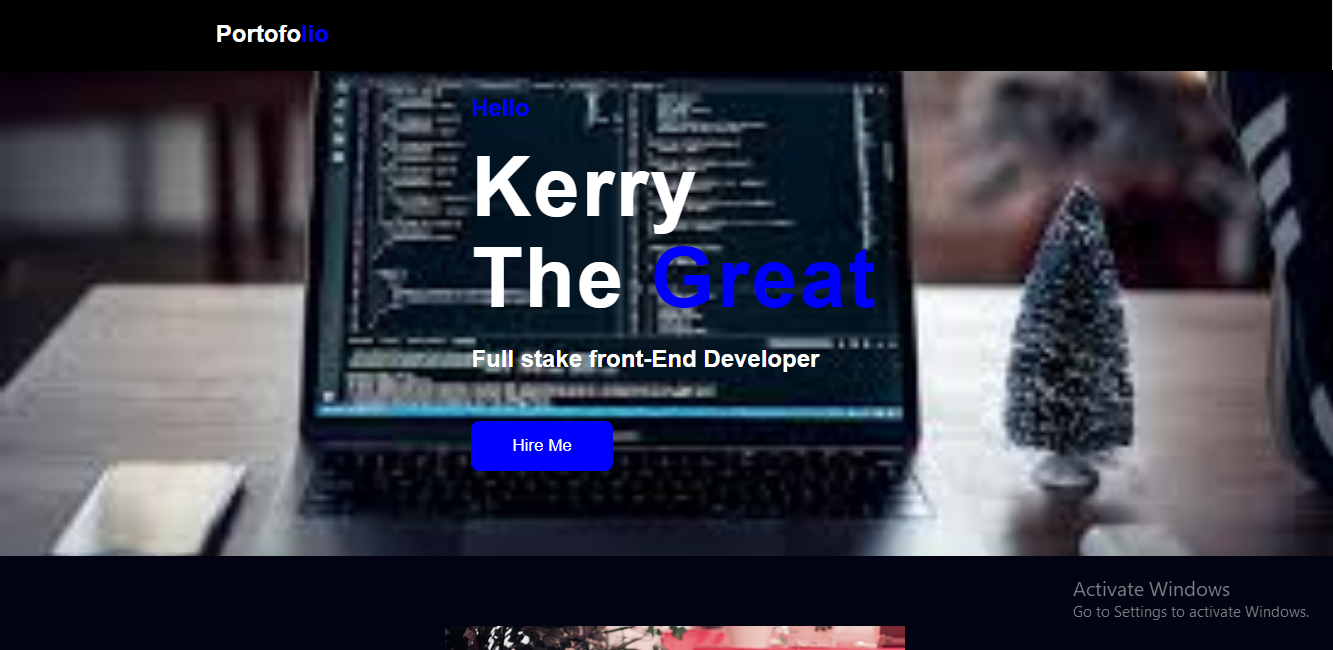 Portofolio
Hello
Kerry
The Great
Full stake front-End Developer
Hire Me
Activate Windows
Go to Settings to activate Windows.